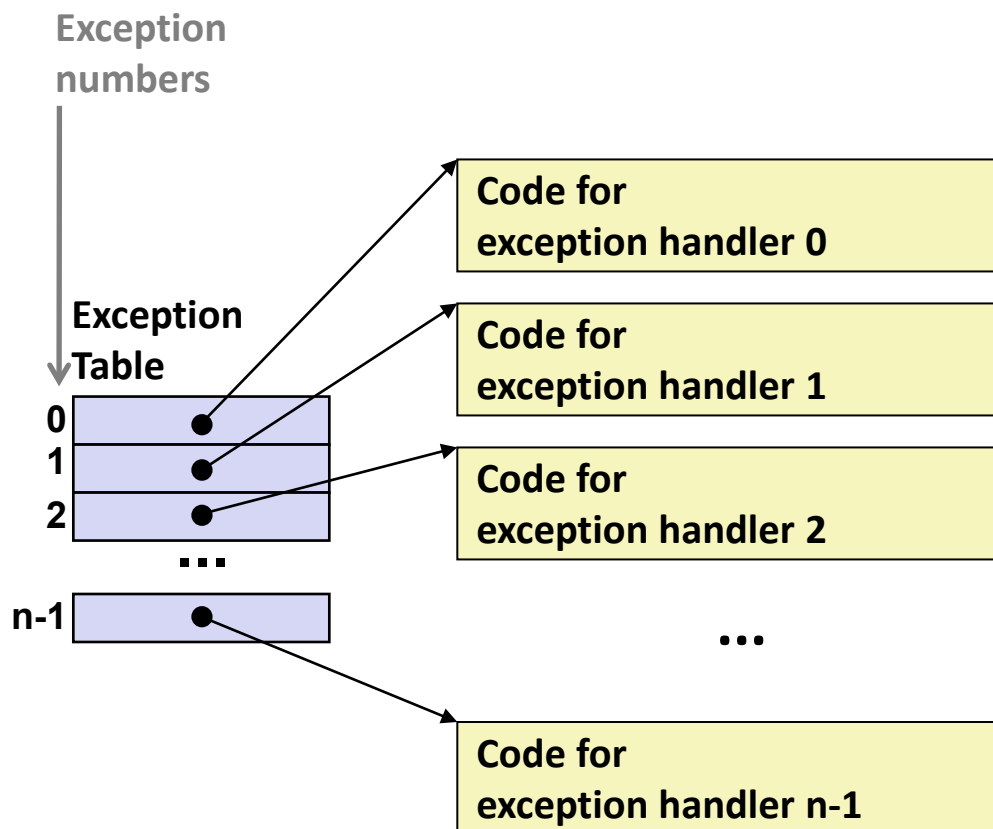 Exception
numbers
Code for
exception handler 0
Exception
Table
Code for
exception handler 1
0
1
2
Code for
exception handler 2
...
n-1
...
Code for
exception handler n-1